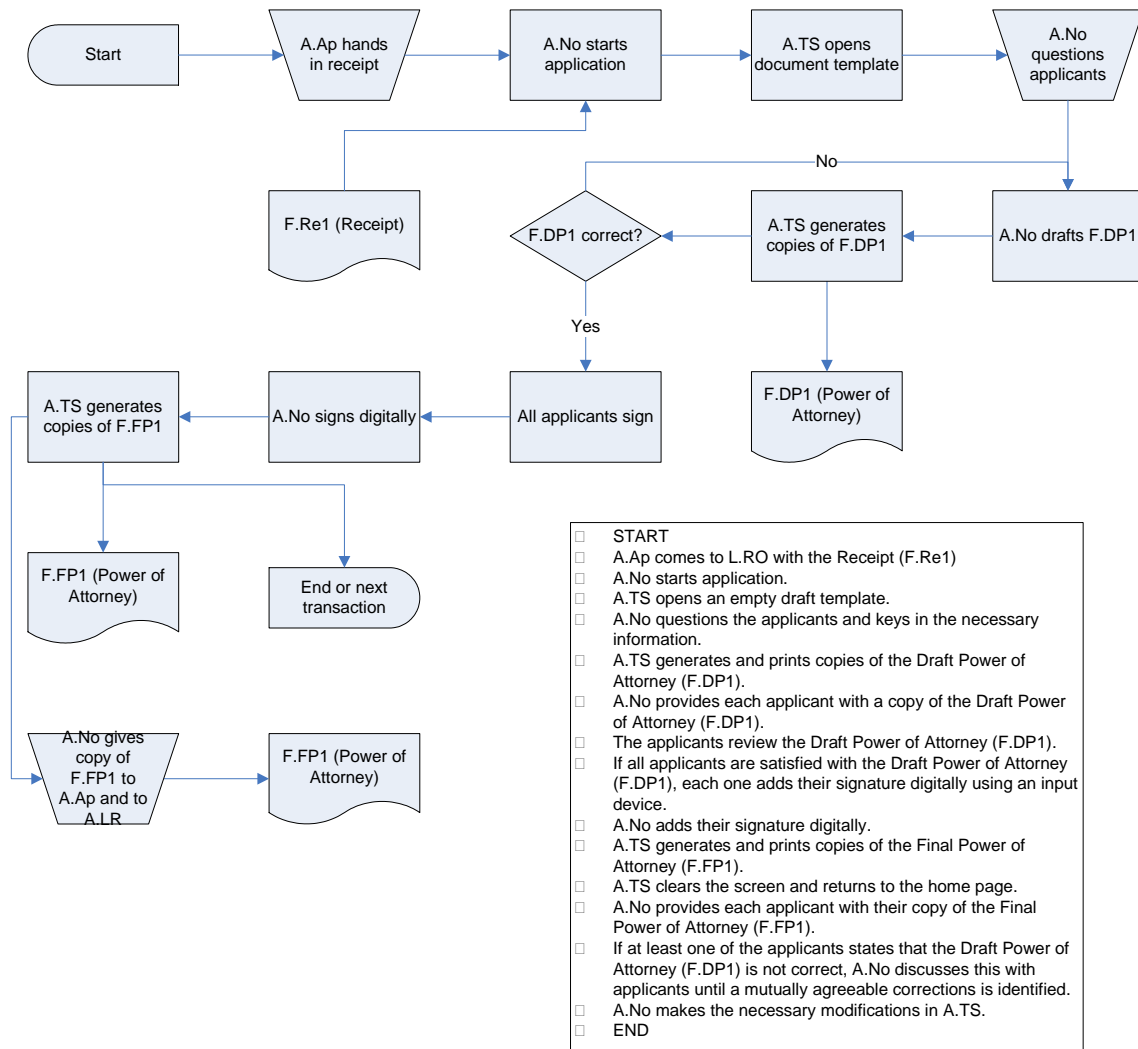 Start
A.Ap hands
in receipt
A.No starts
application
A.TS opens
document template
A.No
questions
applicants
No
F.Re1 (Receipt)
F.DP1 correct?
A.TS generates
copies of F.DP1
A.No drafts F.DP1
Yes
A.TS generates
copies of F.FP1
A.No signs digitally
All applicants sign
F.DP1 (Power of
Attorney)
F.FP1 (Power of
Attorney)
End or next
transaction
A.No gives
copy of
F.FP1 to
A.Ap and to
A.LR
F.FP1 (Power of
Attorney)
START
A.Ap comes to L.RO with the Receipt (F.Re1)
A.No starts application.
A.TS opens an empty draft template.
A.No questions the applicants and keys in the necessary
information.
A.TS generates and prints copies of the Draft Power of
Attorney (F.DP1).
A.No provides each applicant with a copy of the Draft Power
of Attorney (F.DP1).
The applicants review the Draft Power of Attorney (F.DP1).
If all applicants are satisfied with the Draft Power of Attorney
(F.DP1), each one adds their signature digitally using an input
device.
A.No adds their signature digitally.
A.TS generates and prints copies of the Final Power of
Attorney (F.FP1).
A.TS clears the screen and returns to the home page.
A.No provides each applicant with their copy of the Final
Power of Attorney (F.FP1).
If at least one of the applicants states that the Draft Power of
Attorney (F.DP1) is not correct, A.No discusses this with
applicants until a mutually agreeable corrections is identified.
A.No makes the necessary modifications in A.TS.
END